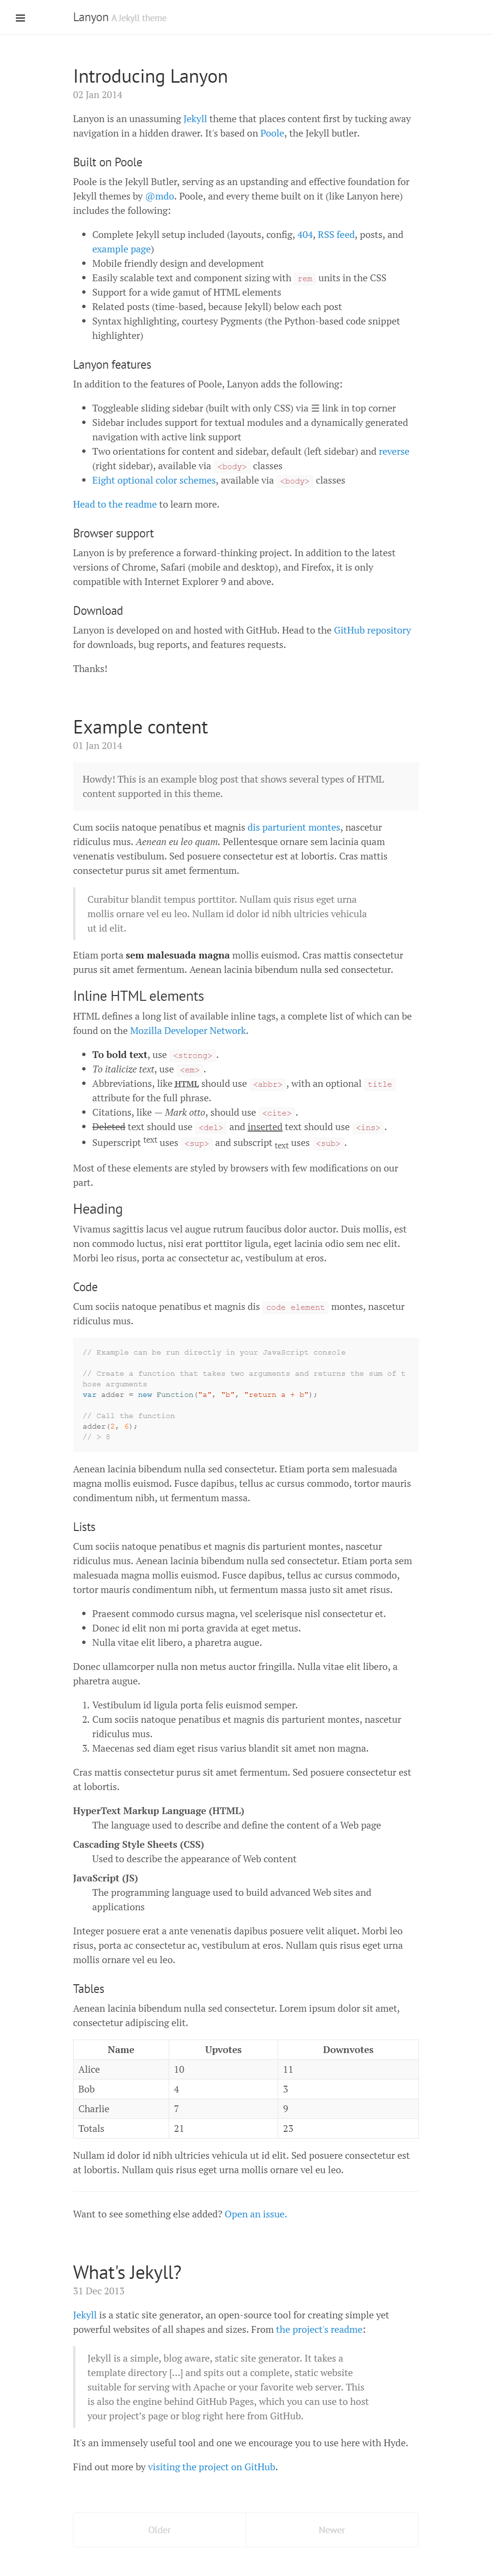 Lanyon A Jekyll theme
Introducing Lanyon
02 Jan 2014
Lanyon is an unassuming Jekyll theme that places content first by tucking away
navigation in a hidden drawer. It's based on Poole, the Jekyll butler.
Built on Poole
Poole is the Jekyll Butler, serving as an upstanding and effective foundation for
Jekyll themes by @mdo. Poole, and every theme built on it (like Lanyon here)
includes the following:
• Complete Jekyll setup included (layouts, config, 404, RSS feed, posts, and
example page)
• Mobile friendly design and development
• Easily scalable text and component sizing with rem units in the CSS
• Support for a wide gamut of HTML elements
• Related posts (time-based, because Jekyll) below each post
• Syntax highlighting, courtesy Pygments (the Python-based code snippet
highlighter)
Lanyon features
In addition to the features of Poole, Lanyon adds the following:
• Toggleable sliding sidebar (built with only CSS) via ☰ link in top corner
• Sidebar includes support for textual modules and a dynamically generated
navigation with active link support
• Two orientations for content and sidebar, default (left sidebar) and reverse
(right sidebar), available via <body> classes
• Eight optional color schemes, available via <body> classes
Head to the readme to learn more.
Browser support
Lanyon is by preference a forward-thinking project. In addition to the latest
versions of Chrome, Safari (mobile and desktop), and Firefox, it is only
compatible with Internet Explorer 9 and above.
Download
Lanyon is developed on and hosted with GitHub. Head to the GitHub repository
for downloads, bug reports, and features requests.
Thanks!
Example content
01 Jan 2014
Howdy! This is an example blog post that shows several types of HTML
content supported in this theme.
Cum sociis natoque penatibus et magnis dis parturient montes, nascetur
ridiculus mus. Aenean eu leo quam. Pellentesque ornare sem lacinia quam
venenatis vestibulum. Sed posuere consectetur est at lobortis. Cras mattis
consectetur purus sit amet fermentum.
Curabitur blandit tempus porttitor. Nullam quis risus eget urna
mollis ornare vel eu leo. Nullam id dolor id nibh ultricies vehicula
ut id elit.
Etiam porta sem malesuada magna mollis euismod. Cras mattis consectetur
purus sit amet fermentum. Aenean lacinia bibendum nulla sed consectetur.
Inline HTML elements
HTML defines a long list of available inline tags, a complete list of which can be
found on the Mozilla Developer Network.
• To bold text, use <strong> .
• To italicize text, use <em> .
• Abbreviations, like HTML should use <abbr> , with an optional title
attribute for the full phrase.
• Citations, like — Mark otto, should use <cite> .
• Deleted text should use <del> and inserted text should use <ins> .
• Superscript text uses <sup> and subscript text uses <sub> .
Most of these elements are styled by browsers with few modifications on our
part.
Heading
Vivamus sagittis lacus vel augue rutrum faucibus dolor auctor. Duis mollis, est
non commodo luctus, nisi erat porttitor ligula, eget lacinia odio sem nec elit.
Morbi leo risus, porta ac consectetur ac, vestibulum at eros.
Code
Cum sociis natoque penatibus et magnis dis code element montes, nascetur
ridiculus mus.
// Example can be run directly in your JavaScript console
// Create a function that takes two arguments and returns the sum of t
hose arguments
var adder = new Function("a", "b", "return a + b");
// Call the function
adder(2, 6);
// > 8
Aenean lacinia bibendum nulla sed consectetur. Etiam porta sem malesuada
magna mollis euismod. Fusce dapibus, tellus ac cursus commodo, tortor mauris
condimentum nibh, ut fermentum massa.
Lists
Cum sociis natoque penatibus et magnis dis parturient montes, nascetur
ridiculus mus. Aenean lacinia bibendum nulla sed consectetur. Etiam porta sem
malesuada magna mollis euismod. Fusce dapibus, tellus ac cursus commodo,
tortor mauris condimentum nibh, ut fermentum massa justo sit amet risus.
• Praesent commodo cursus magna, vel scelerisque nisl consectetur et.
• Donec id elit non mi porta gravida at eget metus.
• Nulla vitae elit libero, a pharetra augue.
Donec ullamcorper nulla non metus auctor fringilla. Nulla vitae elit libero, a
pharetra augue.
1. Vestibulum id ligula porta felis euismod semper.
2. Cum sociis natoque penatibus et magnis dis parturient montes, nascetur
ridiculus mus.
3. Maecenas sed diam eget risus varius blandit sit amet non magna.
Cras mattis consectetur purus sit amet fermentum. Sed posuere consectetur est
at lobortis.
HyperText Markup Language (HTML)
The language used to describe and define the content of a Web page
Cascading Style Sheets (CSS)
Used to describe the appearance of Web content
JavaScript (JS)
The programming language used to build advanced Web sites and
applications
Integer posuere erat a ante venenatis dapibus posuere velit aliquet. Morbi leo
risus, porta ac consectetur ac, vestibulum at eros. Nullam quis risus eget urna
mollis ornare vel eu leo.
Tables
Aenean lacinia bibendum nulla sed consectetur. Lorem ipsum dolor sit amet,
consectetur adipiscing elit.
Name Upvotes Downvotes
Alice 10 11
Bob 4 3
Charlie 7 9
Totals 21 23
Nullam id dolor id nibh ultricies vehicula ut id elit. Sed posuere consectetur est
at lobortis. Nullam quis risus eget urna mollis ornare vel eu leo.
Want to see something else added? Open an issue.
What's Jekyll?
31 Dec 2013
Jekyll is a static site generator, an open-source tool for creating simple yet
powerful websites of all shapes and sizes. From the project's readme:
Jekyll is a simple, blog aware, static site generator. It takes a
template directory [...] and spits out a complete, static website
suitable for serving with Apache or your favorite web server. This
is also the engine behind GitHub Pages, which you can use to host
your project’s page or blog right here from GitHub.
It's an immensely useful tool and one we encourage you to use here with Hyde.
Find out more by visiting the project on GitHub.
Older Newer